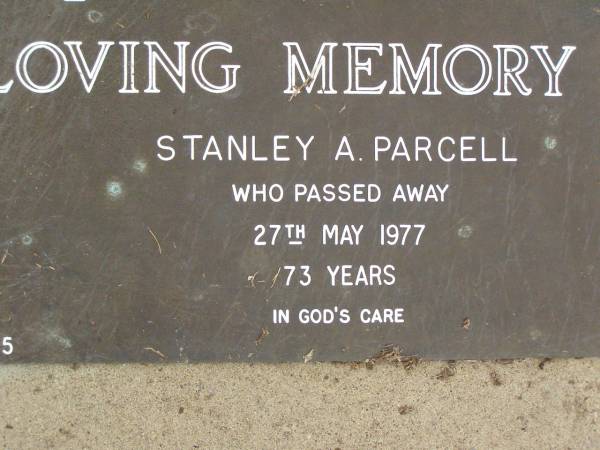 LOVING MEMORY
STANLEY A. PARCELL
WHO PASSED AWAY
27TH MAY 1977
73 YEARS
IN GOD'S CARE
5